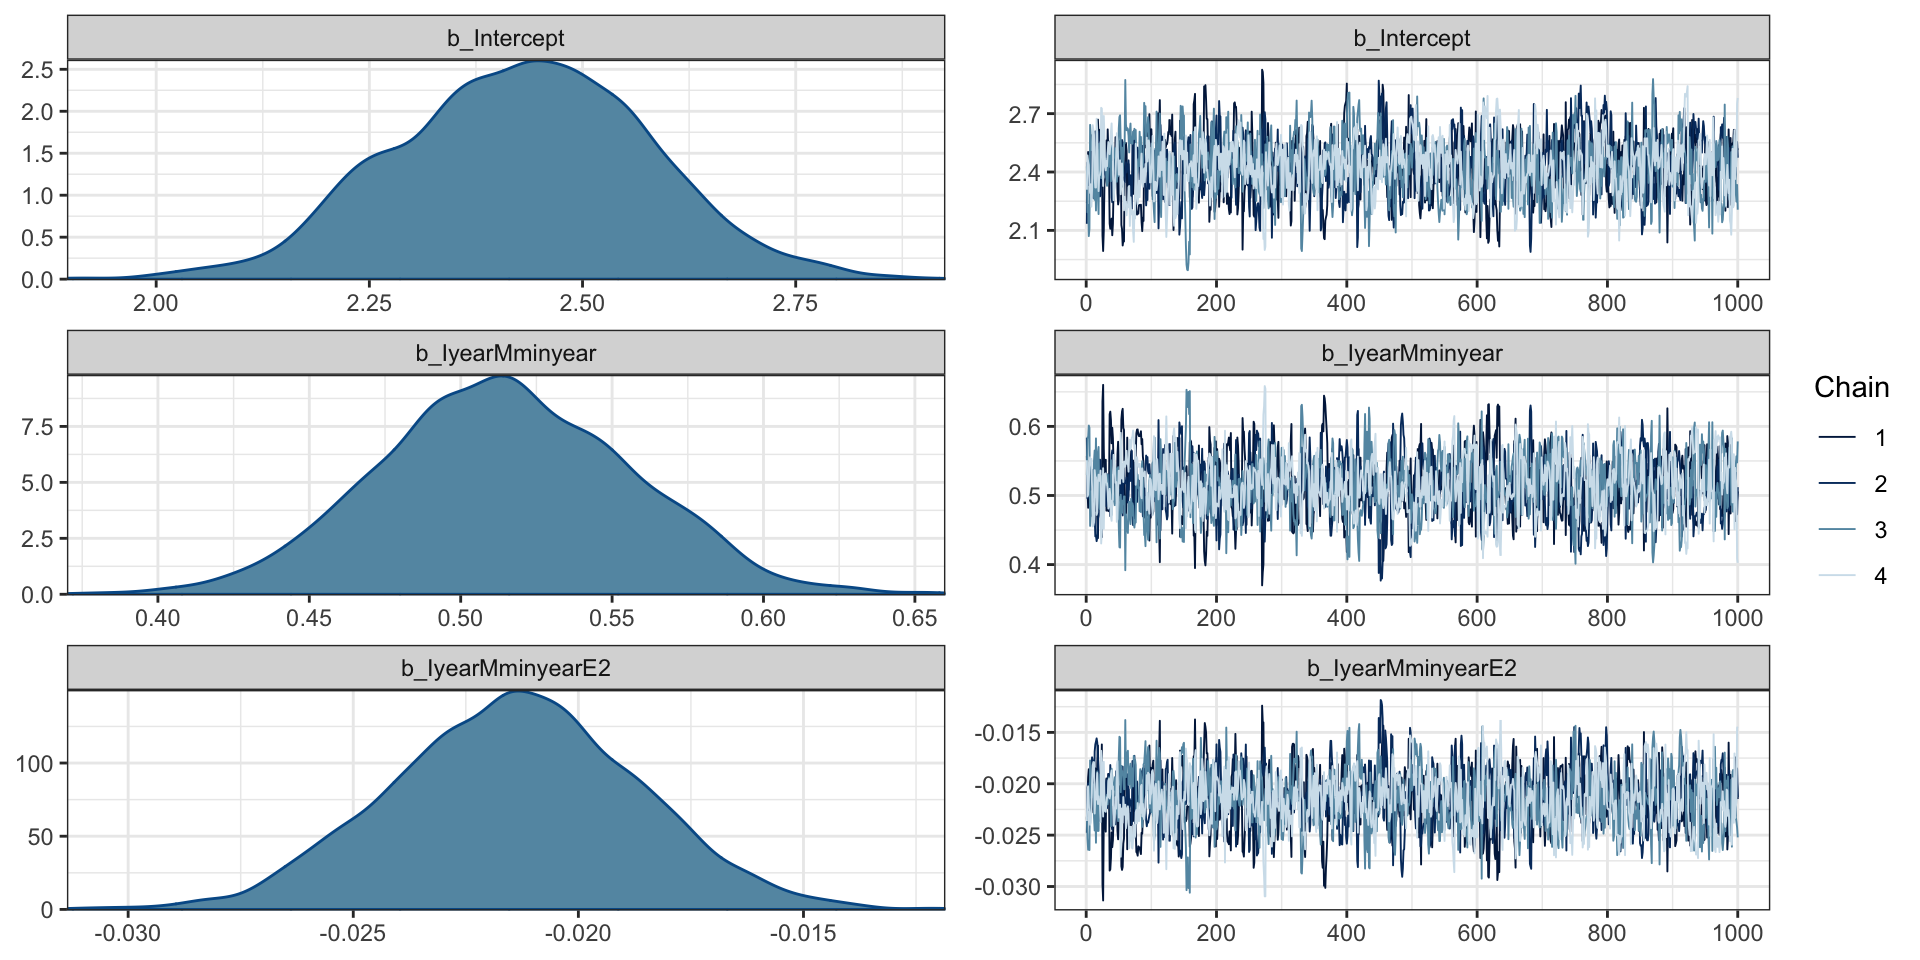 b_Intercept
2.5
2.0
1.5
1.0
0.5
0.0
2.00 2.25 2.50 2.75
b_Intercept
2.7
2.4
2.1
0 200 400 600 800 1000
b_IyearMminyear
7.5
5.0
2.5
0.0
0.40 0.45 0.50 0.55 0.60 0.65
b_IyearMminyear
0.6
0.5
0.4
0 200 400 600 800 1000
b_IyearMminyearE2
100
50
0
-0.030 -0.025 -0.020 -0.015
b_IyearMminyearE2
-0.015
-0.020
-0.025
-0.030
0 200 400 600 800 1000
Chain
1
2
3
4